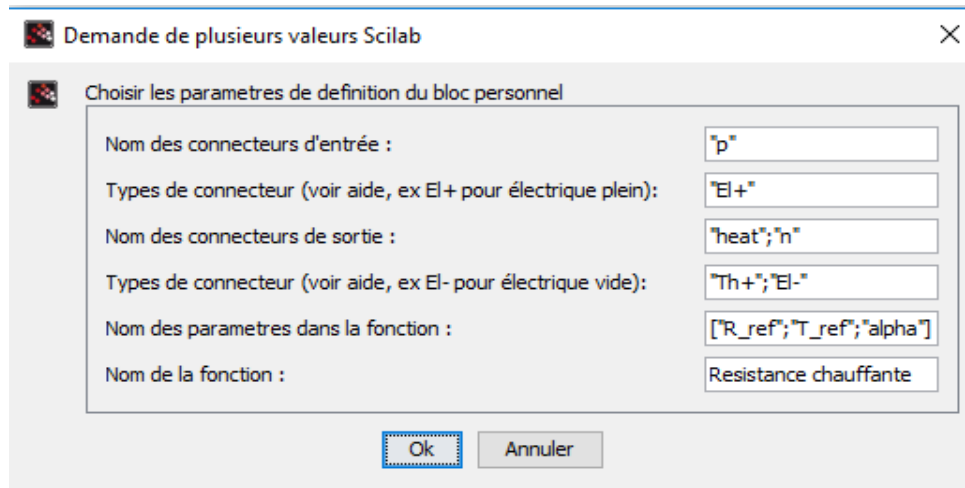 Demande de plusieurs valeurs Scilab
Choisir les parametres de definition du bloc personnel
Nom des connecteurs d'entrée : "p"
Types de connecteur (voir aide, ex El+ pour électrique plein): "El+"
Nom des connecteurs de sortie : "heat";"n"
Types de connecteur (voir aide, ex El- pour électrique vide): "Th+";"El-"
Nom des parametres dans la fonction : ["R_ref";"T_ref";"alpha"]
Nom de la fonction : Resistance chauffante
Ok Annuler